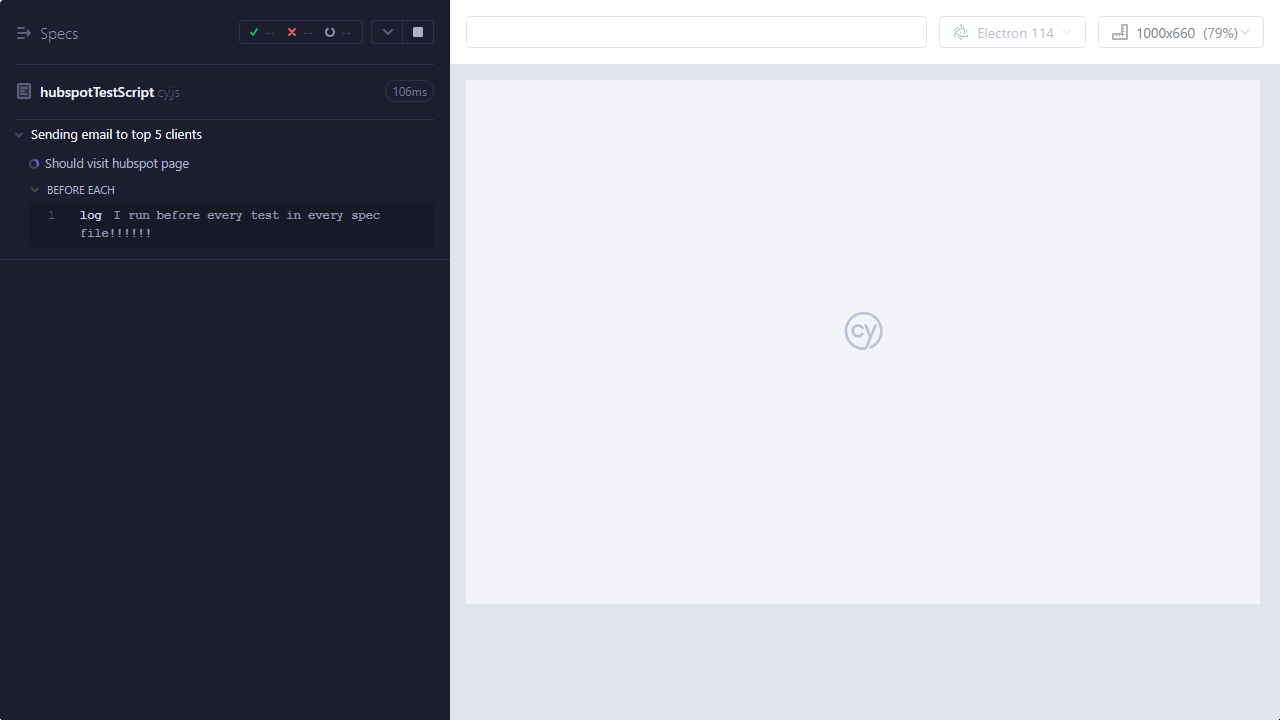 Specs
-- -- --
hubspotTestScript.cy.js
106ms
Sending email to top 5 clients
Should visit hubspot page
BEFORE EACH
1 log I run before every test in every spec
file!!!!!!
Electron 114
1000x660 (79%)
cy